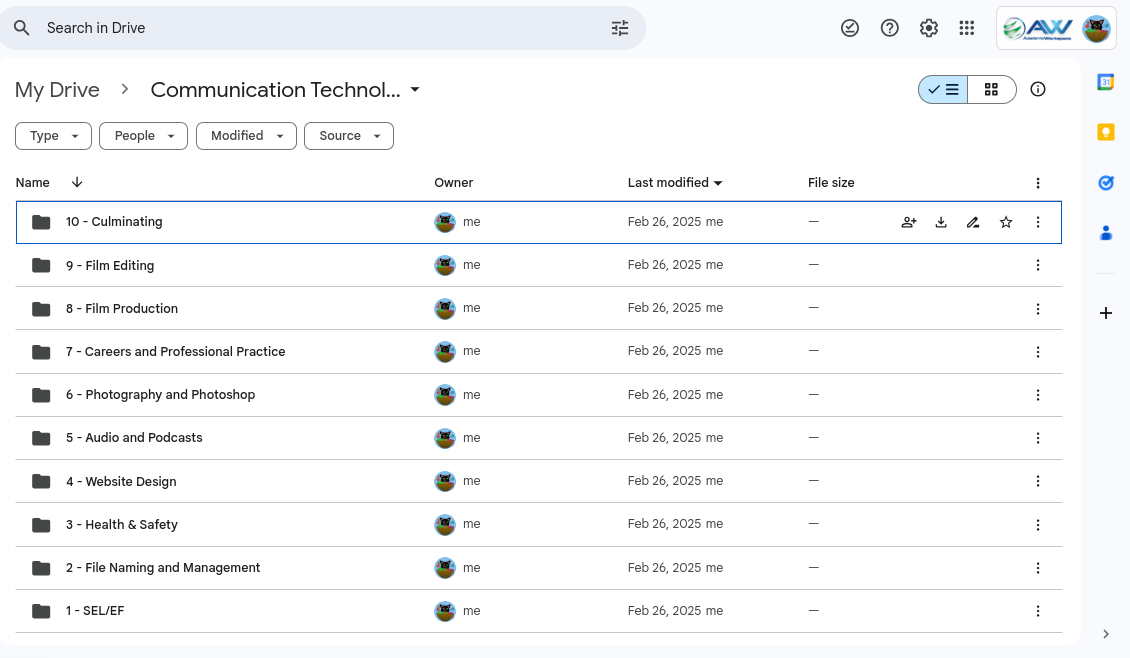 Search in Drive
AW
My Drive > Communication Technol...
31
Type People Modified Source
Name Owner Last modified File size
10 - Culminating me Feb 26, 2025 me —
9 - Film Editing me Feb 26, 2025 me —
8 - Film Production me Feb 26, 2025 me —
7 - Careers and Professional Practice me Feb 26, 2025 me —
6 - Photography and Photoshop me Feb 26, 2025 me —
5 - Audio and Podcasts me Feb 26, 2025 me —
4 - Website Design me Feb 26, 2025 me —
3 - Health & Safety me Feb 26, 2025 me —
2 - File Naming and Management me Feb 26, 2025 me —
1 - SEL/EF me Feb 26, 2025 me —